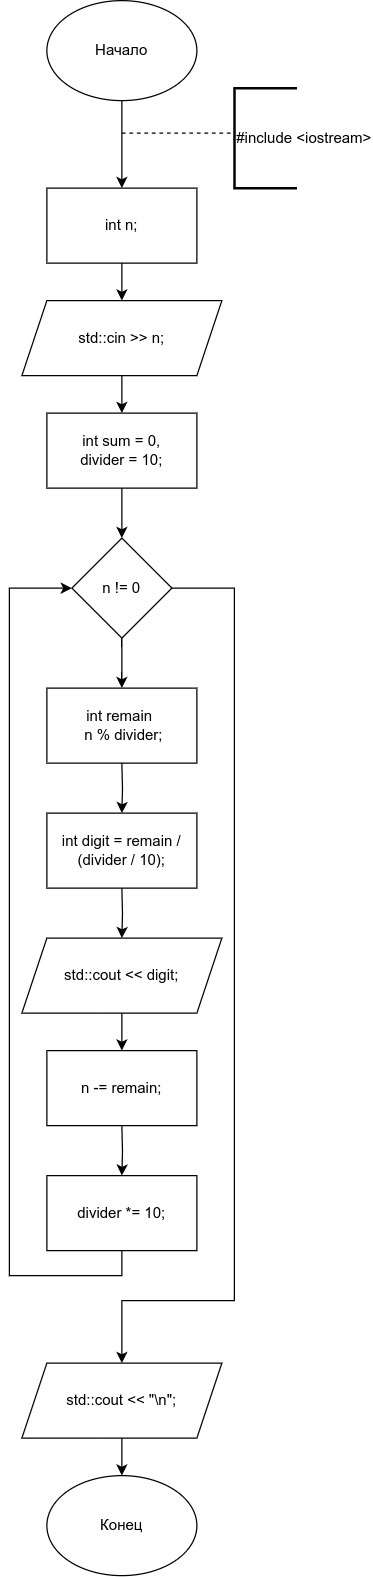 Начало
#include <iostream>
int n;
std::cin >> n;
int sum = 0,
divider = 10;
n != 0
int remain
n % divider;
int digit = remain /
(divider / 10);
std::cout << digit;
n -= remain;
divider *= 10;
std::cout << "\n";
Конец